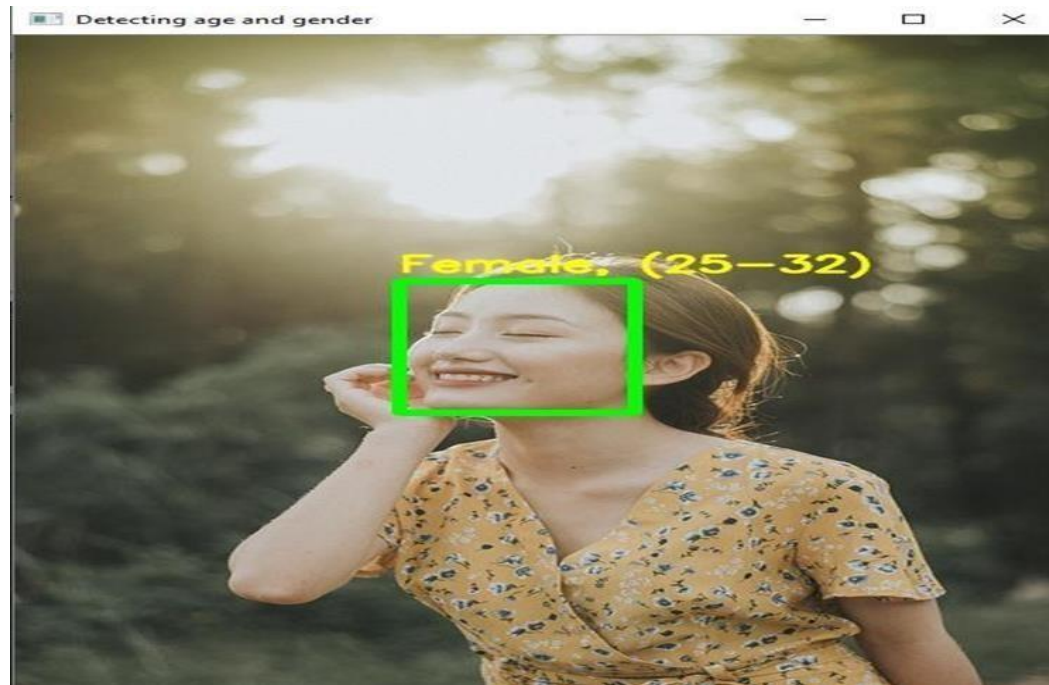 Detecting age and gender
Female, (25-32)